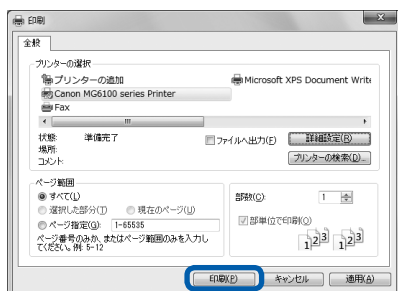 印刷
全般
プリンターの選択
プリンターの追加
Microsoft XPS Document Write
Canon MG6100 series Printer
Fax
状態: 準備完了
ファイルへ出力(F)
詳細設定(R)
場所:
コメント:
プリンターの検索(D)...
ページ範囲
すべて(L)
部数(C): 1
選択した部分(T)
現在のページ(U)
部単位で印刷(O)
ページ指定(G): 1-65535
ページ番号のみか、またはページ範囲のみを入力し
てください。例: 5-12
1 2 3 1 2 3
印刷(P)
キャンセル
適用(A)